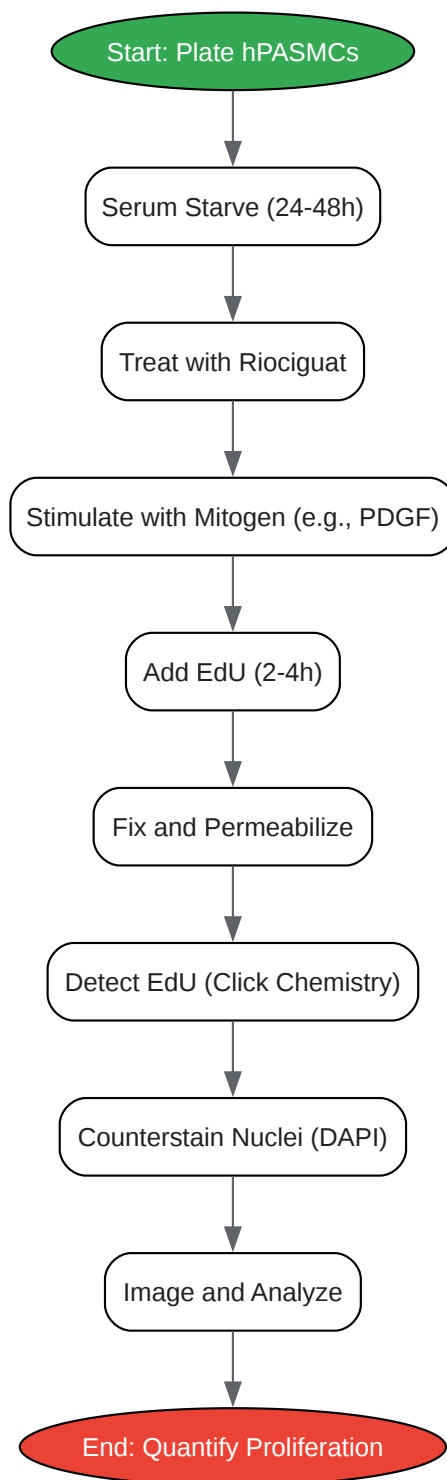 Start: Plate hPASMCs
Serum Starve (24-48h)
Treat with Riociguat
Stimulate with Mitogen (e.g., PDGF)
Add EdU (2-4h)
Fix and Permeabilize
Detect EdU (Click Chemistry)
Counterstain Nuclei (DAPI)
Image and Analyze
End: Quantify Proliferation